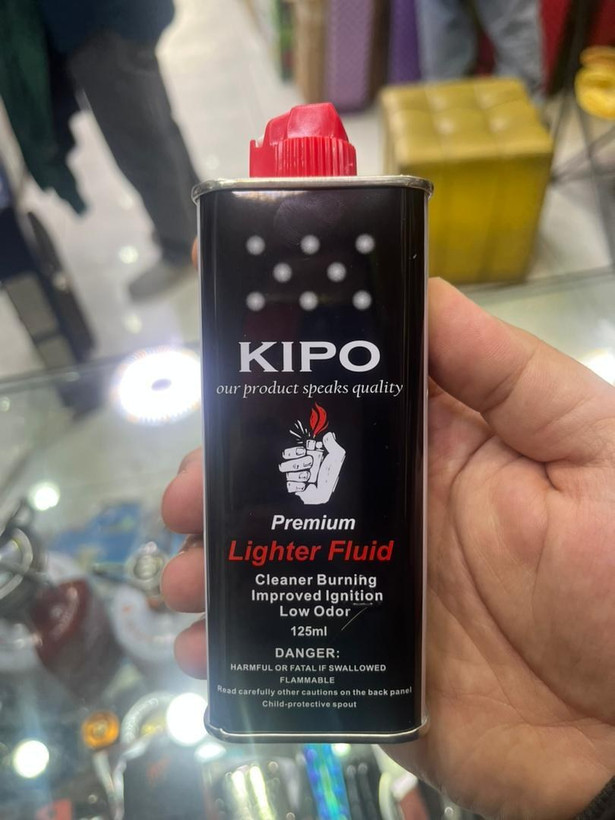 KIPO
our product speaks quality
Premium
Lighter Fluid
Cleaner Burning
Improved Ignition
Low Odor
125ml
DANGER:
HARMFUL OR FATAL IF SWALLOWED
FLAMMABLE
Read carefully other cautions on the back panel
Child-protective spout